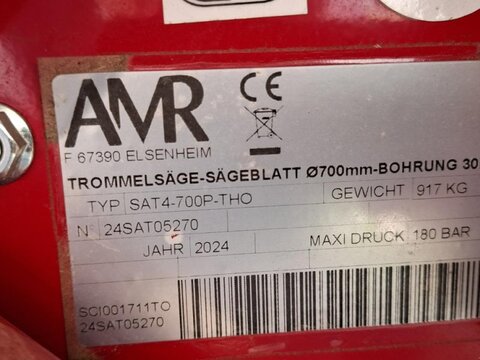 AMR
CE
F 67390 ELSENHEIM
TROMMELSÄGE-SÄGEBLATT Ø700mm-BOHRUNG 30
TYP SAT4-700P-THO GEWICHT 917 KG
N° 24SAT05270
JAHR 2024 MAXI DRUCK 180 BAR
SCI001711TO
24SAT05270